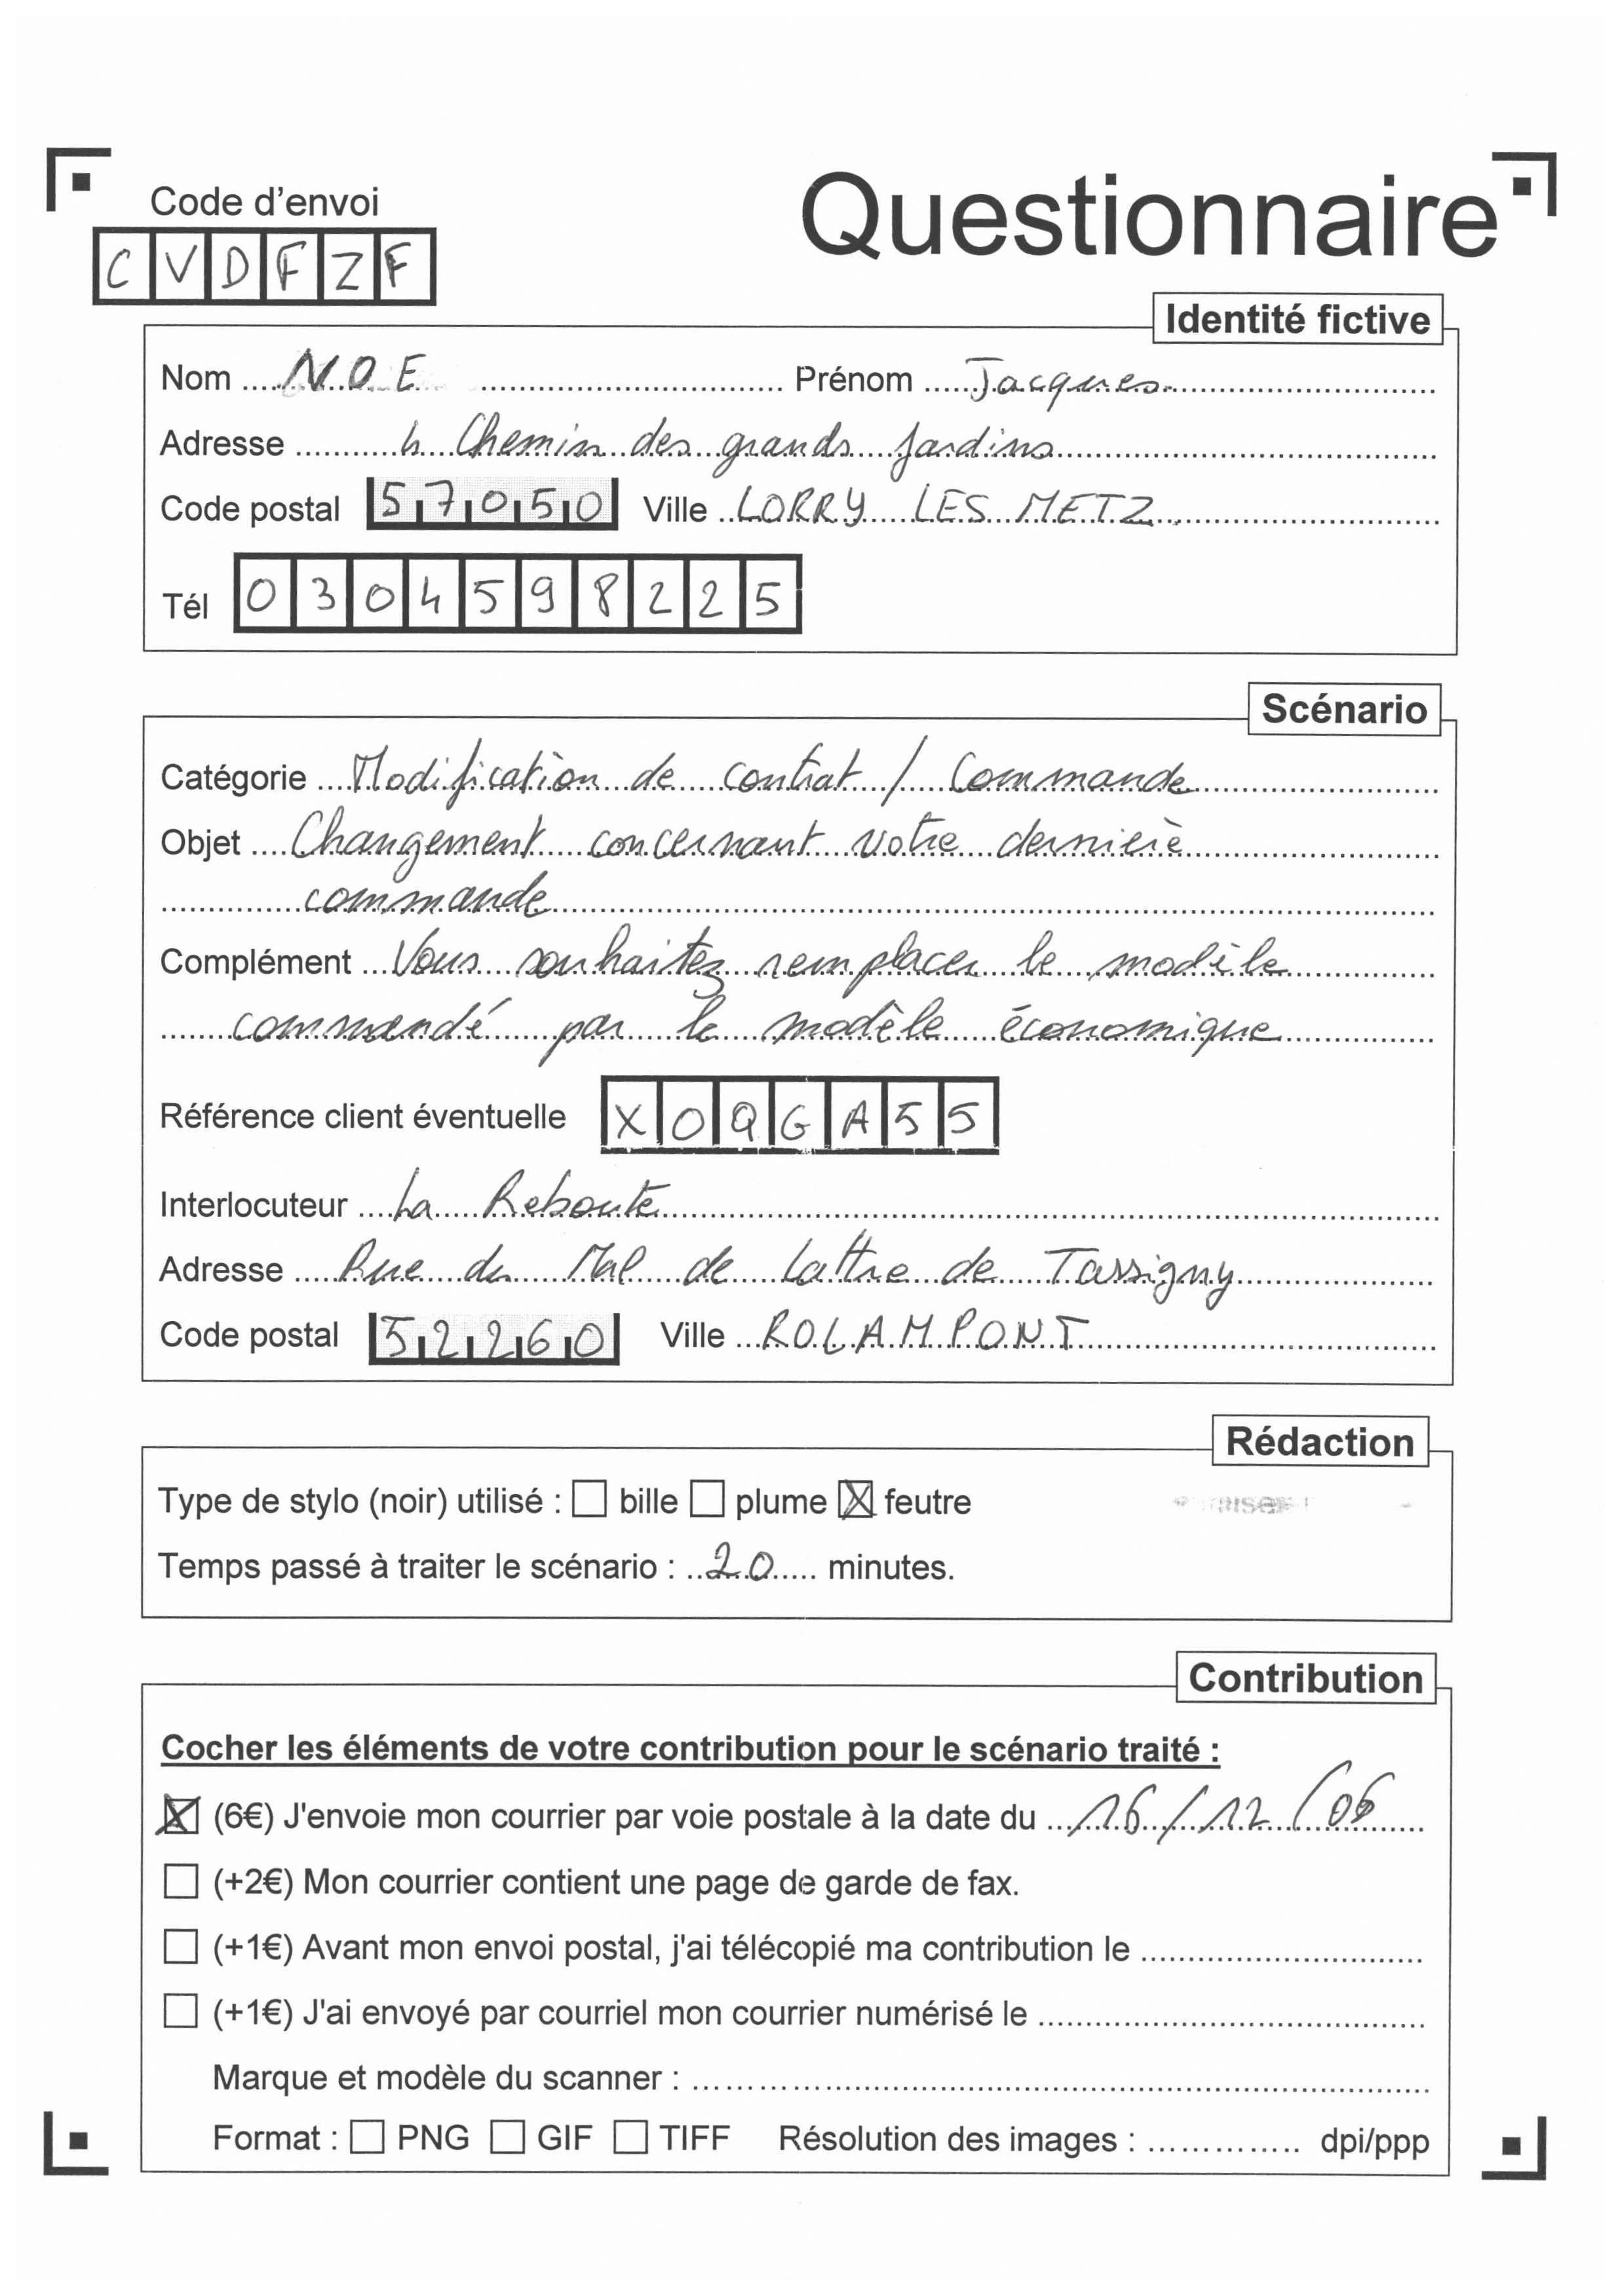 Code d'envoi
Questionnaire
C V D F Z F
Identité fictive
Nom NOE Prénom Jacques
Adresse 4 Chemin des grands Jardins
Code postal 57050 Ville LORRY LES METZ
Tél 0304598225
Scénario
Catégorie Modification de contrat / Commande
Objet Changement concernant votre dernière
commande
Complément Vous souhaitez remplacer le modèle
commandé par le modèle économique
Référence client éventuelle XOQGA55
Interlocuteur La Reboute
Adresse Rue du Mal de Lattre de Tassigny
Code postal 52260 Ville ROLAMPONT
Rédaction
Type de stylo (noir) utilisé : bille plume feutre
Temps passé à traiter le scénario : 20 minutes.
Contribution
Cocher les éléments de votre contribution pour le scénario traité :
(6€) J'envoie mon courrier par voie postale à la date du 16/12/06
(+2€) Mon courrier contient une page de garde de fax.
(+1€) Avant mon envoi postal, j'ai télécopié ma contribution le
(+1€) J'ai envoyé par courriel mon courrier numérisé le
Marque et modèle du scanner :
Format : PNG GIF TIFF Résolution des images : dpi/ppp